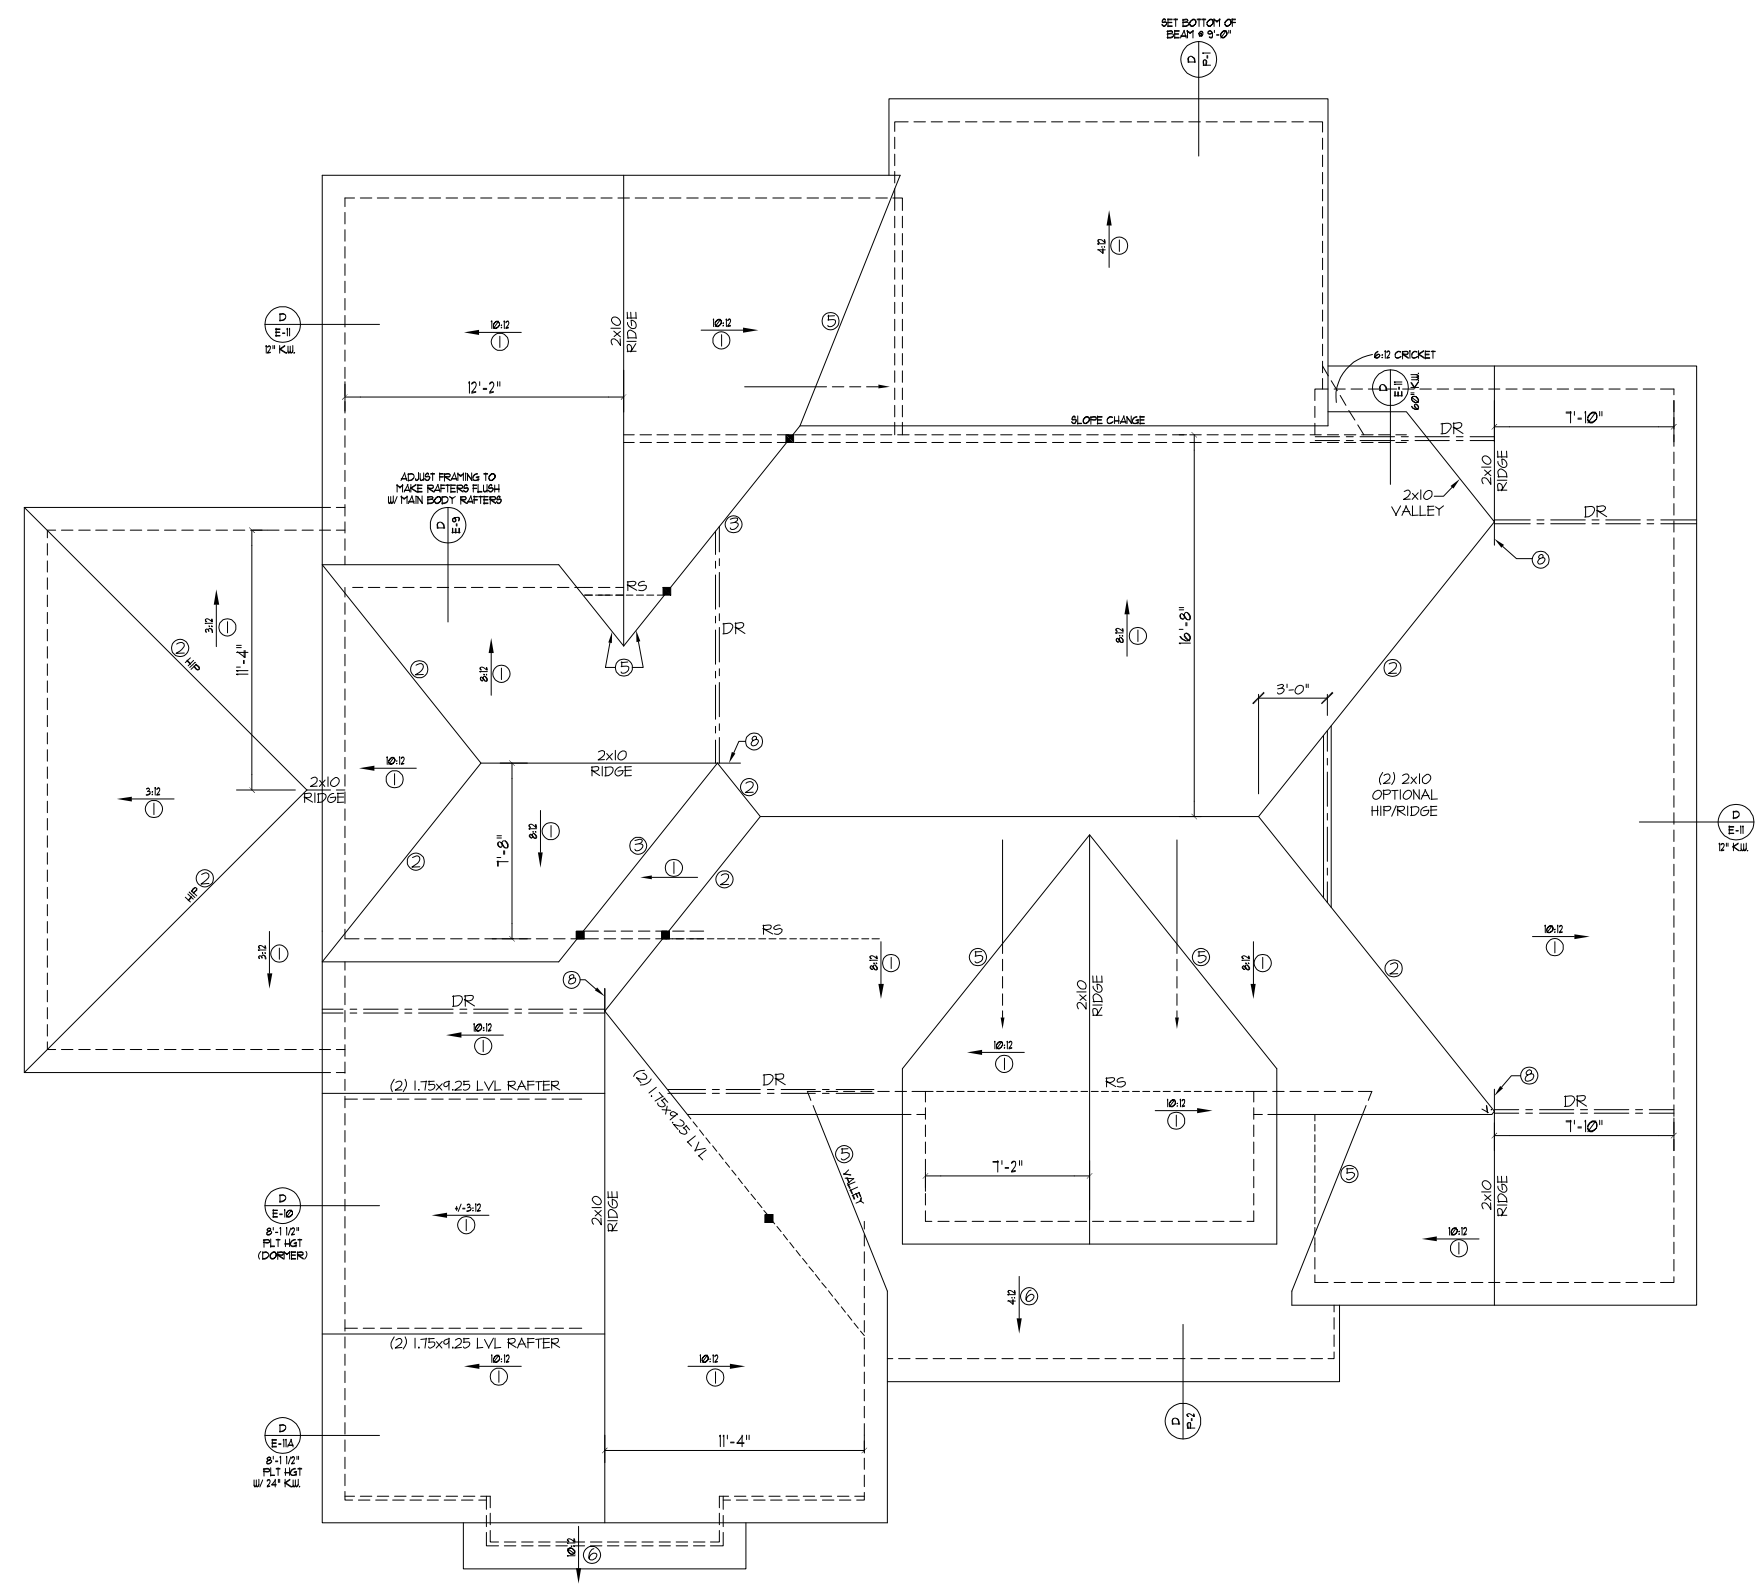 SET BOTTOM OF
BEAM @ 9'-0"
D
P-1
4:12
1
D
E-11
12" K.W.
10:12
1
2x10
RIDGE
10:12
1
5
12'-2"
SLOPE CHANGE
6:12 CRICKET
D
E-11
60" K.W.
7'-10"
DR
2x10
RIDGE
2x10
VALLEY
DR
8
ADJUST FRAMING TO
MAKE RAFTERS FLUSH
W/ MAIN BODY RAFTERS
D
E-9
3
RS
DR
5
3:12
1
2
HIP
11'-4"
8:12
1
2
8:12
1
16'-8"
2
3'-0"
8
2x10
RIDGE
2x10
RIDGE
10:12
1
3:12
1
2
(2) 2x10
OPTIONAL
HIP/RIDGE
D
E-11
12" K.W.
7'-8"
8:12
1
3
2
1
2
2
HIP
RS
3:12
1
8
8:12
1
5
2x10
RIDGE
5
8:12
1
2
10:12
1
DR
10:12
1
10:12
1
(2) 1.75x9.25 LVL RAFTER
(2) 1.75x9.25 LVL
DR
RS
10:12
1
8
DR
7'-10"
5
VALLEY
7'-2"
5
D
E-10
8'-1 1/2"
PLT HGT
(DORMER)
+/-3:12
1
2x10
RIDGE
2x10
RIDGE
10:12
1
4:12
6
(2) 1.75x9.25 LVL RAFTER
10:12
1
10:12
1
D
P-2
D
E-11A
8'-1 1/2"
PLT HGT
W/ 24" K.W.
11'-4"
10:12
6